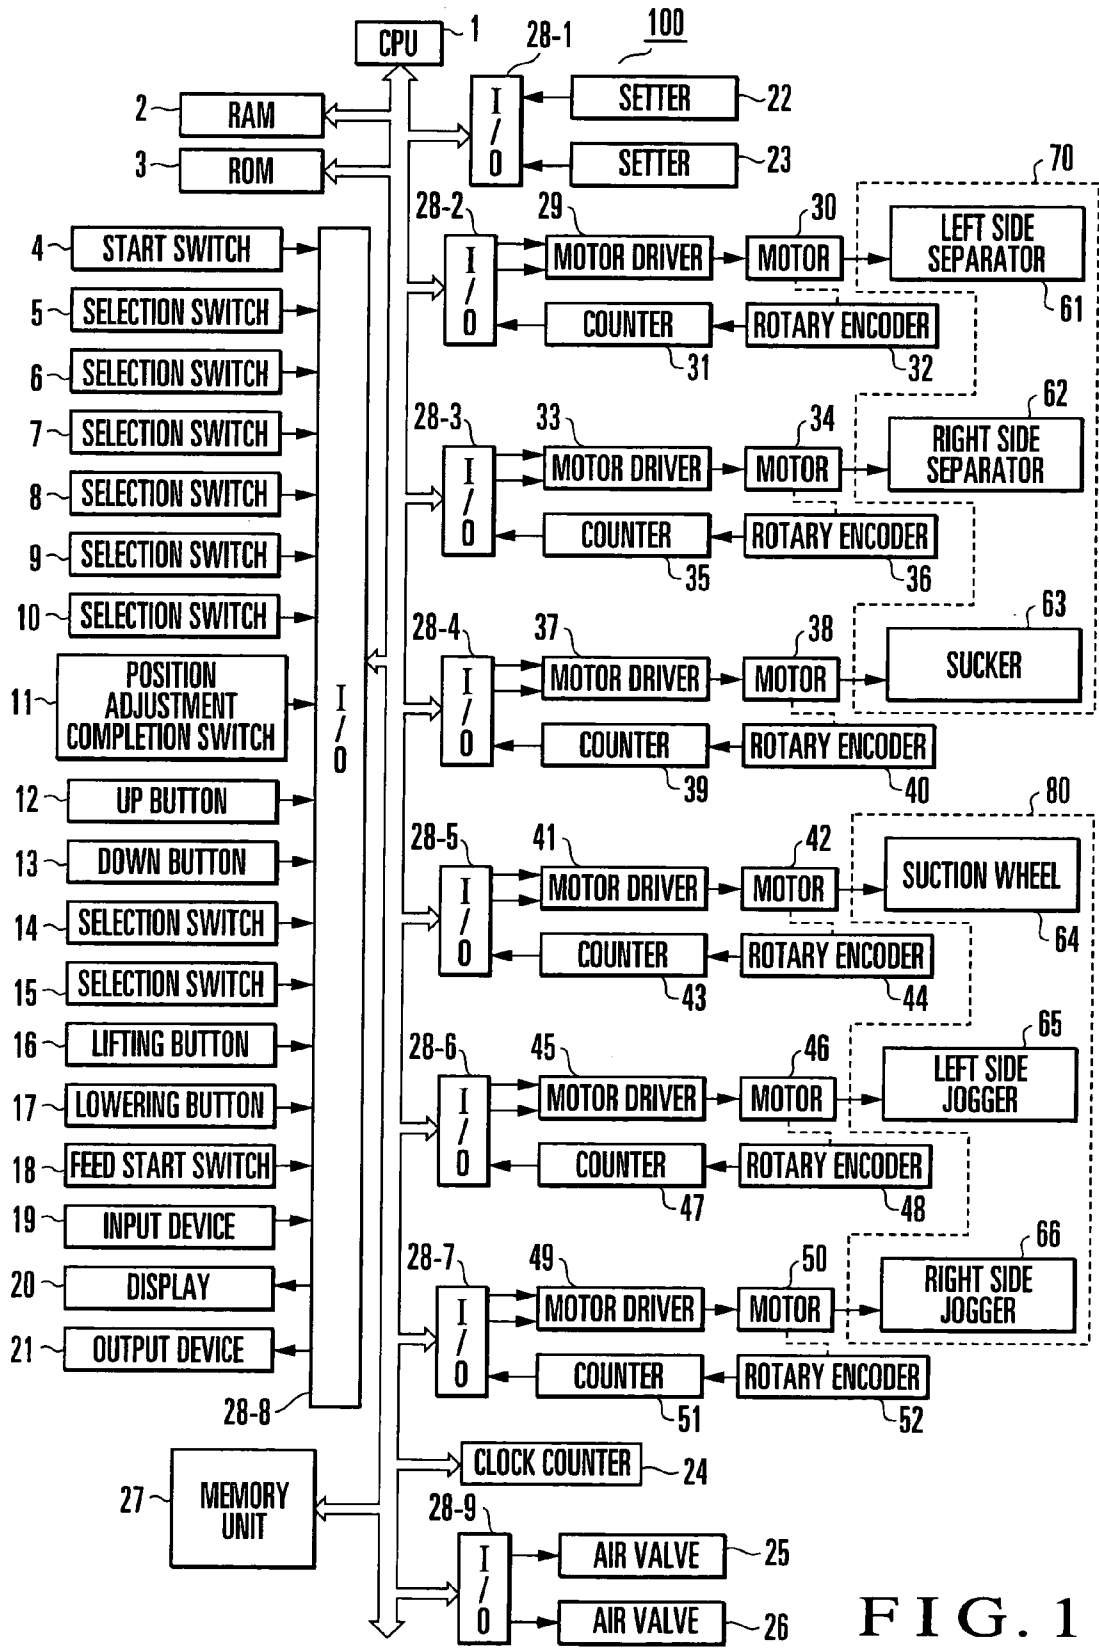 100
CPU
1
28-1
I/O
SETTER
22
SETTER
23
2
RAM
3
ROM
70
4
START SWITCH
5
SELECTION SWITCH
6
SELECTION SWITCH
7
SELECTION SWITCH
8
SELECTION SWITCH
9
SELECTION SWITCH
10
SELECTION SWITCH
11
POSITION
ADJUSTMENT
COMPLETION SWITCH
12
UP BUTTON
13
DOWN BUTTON
14
SELECTION SWITCH
15
SELECTION SWITCH
16
LIFTING BUTTON
17
LOWERING BUTTON
18
FEED START SWITCH
19
INPUT DEVICE
20
DISPLAY
21
OUTPUT DEVICE
I/O
28-8
27
MEMORY
UNIT
28-2
I/O
29
MOTOR DRIVER
30
MOTOR
LEFT SIDE
SEPARATOR
61
COUNTER
31
ROTARY ENCODER
32
28-3
I/O
33
MOTOR DRIVER
34
MOTOR
62
RIGHT SIDE
SEPARATOR
COUNTER
35
ROTARY ENCODER
36
28-4
I/O
37
MOTOR DRIVER
38
MOTOR
63
SUCKER
COUNTER
39
ROTARY ENCODER
40
80
28-5
I/O
41
MOTOR DRIVER
42
MOTOR
SUCTION WHEEL
64
COUNTER
43
ROTARY ENCODER
44
28-6
I/O
45
MOTOR DRIVER
46
MOTOR
65
LEFT SIDE
JOGGER
COUNTER
47
ROTARY ENCODER
48
28-7
I/O
49
MOTOR DRIVER
50
MOTOR
66
RIGHT SIDE
JOGGER
COUNTER
51
ROTARY ENCODER
52
CLOCK COUNTER
24
28-9
I/O
AIR VALVE
25
AIR VALVE
26
FIG. 1